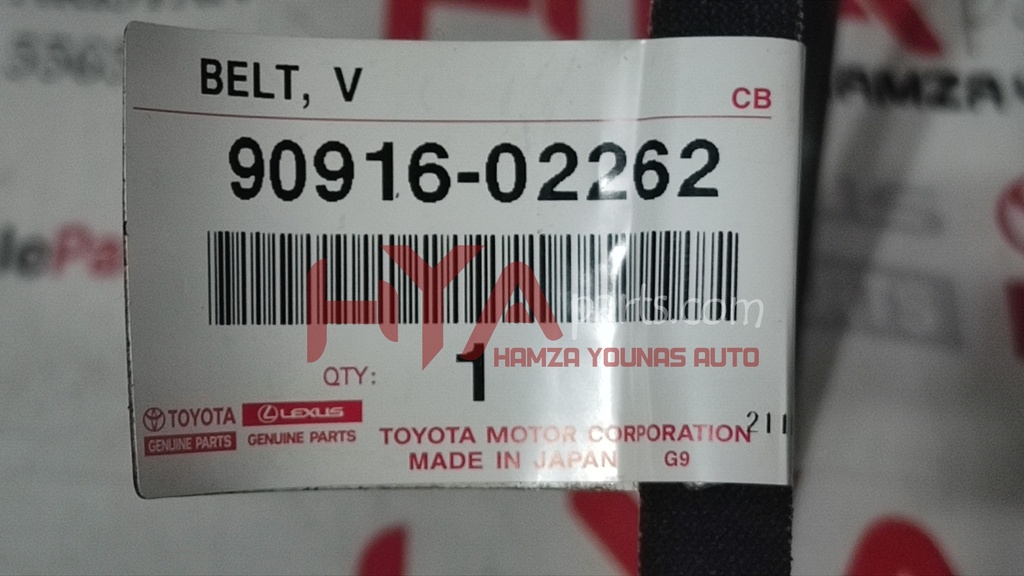 BELT, V
CB
90916-02262
HYA parts.com
HAMZA YOUNAS AUTO
QTY: 1
TOYOTA
GENUINE PARTS
LEXUS
GENUINE PARTS
TOYOTA MOTOR CORPORATION
MADE IN JAPAN G9
211